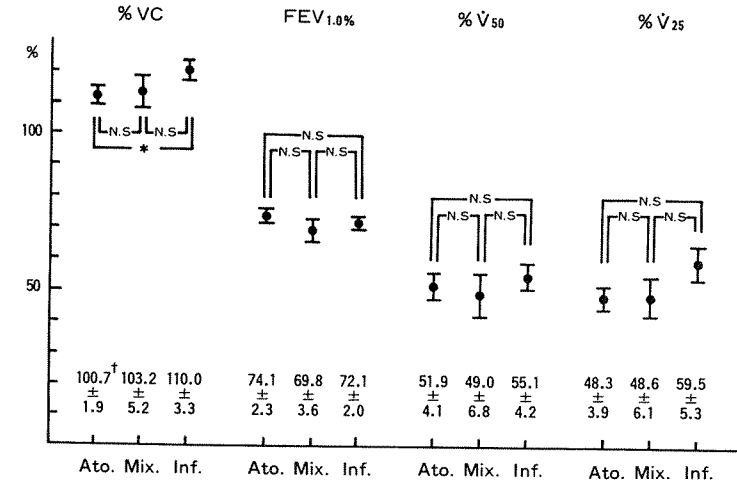 % VC FEV1.0% % V̇50 % V̇25
%
100
50
N.S N.S
*
N.S
N.S N.S
N.S
N.S N.S
N.S
N.S N.S
100.7† 103.2 110.0 74.1 69.8 72.1 51.9 49.0 55.1 48.3 48.6 59.5
± ± ± ± ± ± ± ± ± ± ± ±
1.9 5.2 3.3 2.3 3.6 2.0 4.1 6.8 4.2 3.9 6.1 5.3
Ato. Mix. Inf. Ato. Mix. Inf. Ato. Mix. Inf. Ato. Mix. Inf.